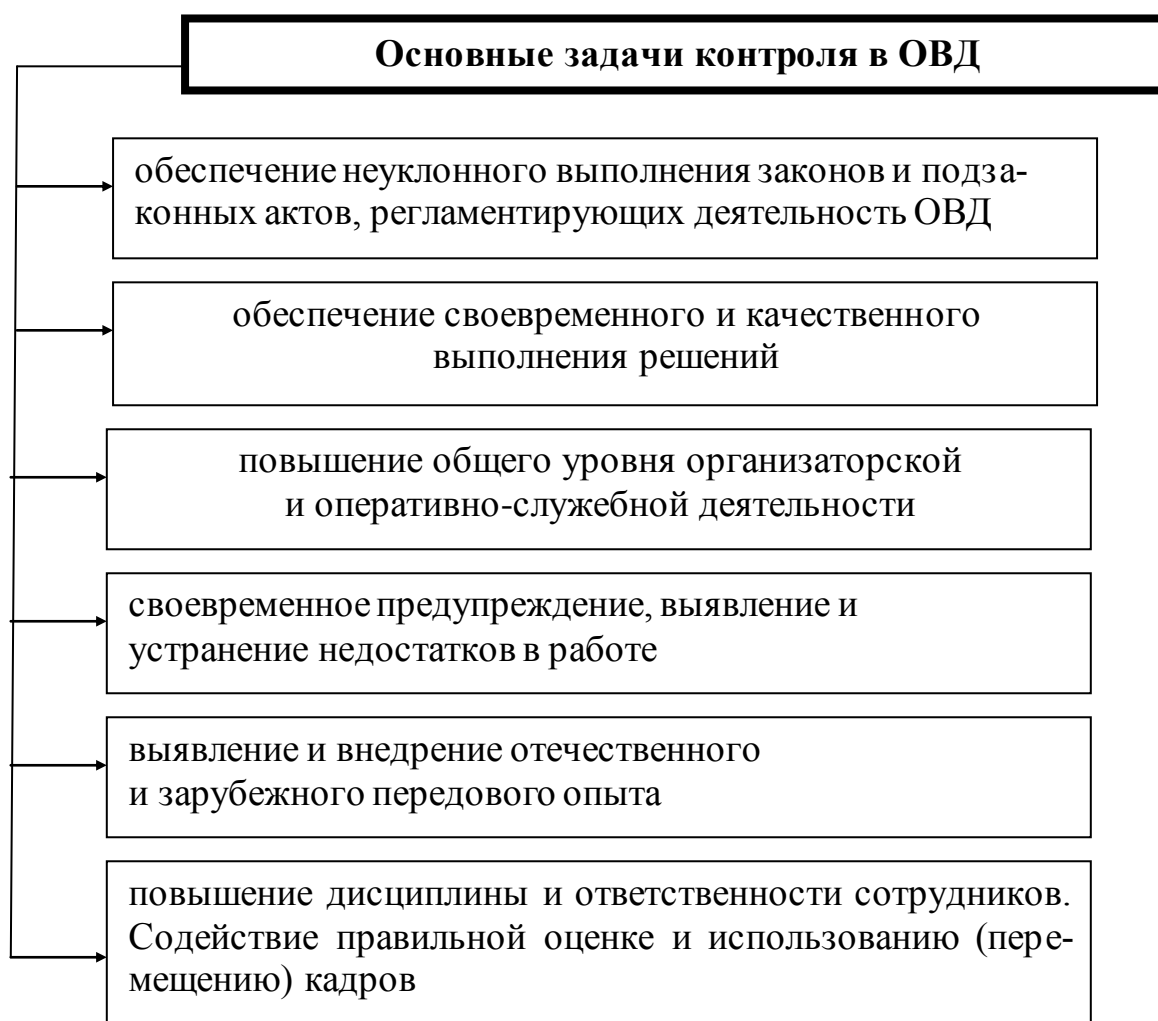 Основные задачи контроля в ОВД
обеспечение неуклонного выполнения законов и подза-
конных актов, регламентирующих деятельность ОВД
обеспечение своевременного и качественного
выполнения решений
повышение общего уровня организаторской
и оперативно-служебной деятельности
своевременное предупреждение, выявление и
устранение недостатков в работе
выявление и внедрение отечественного
и зарубежного передового опыта
повышение дисциплины и ответственности сотрудников.
Содействие правильной оценке и использованию (пере-
мещению) кадров